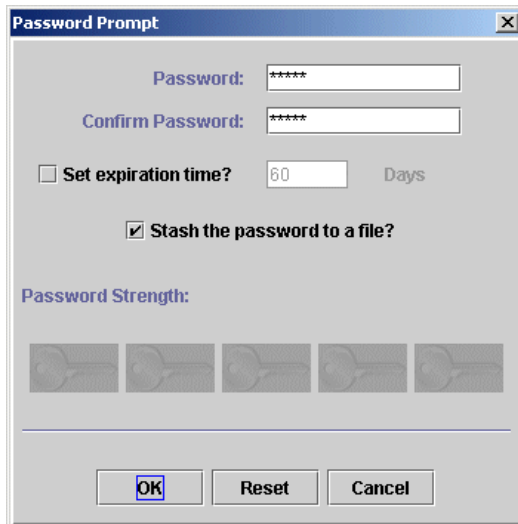 Password Prompt
Password: *****
Confirm Password: *****
Set expiration time? 60 Days
Stash the password to a file?
Password Strength:
OK Reset Cancel